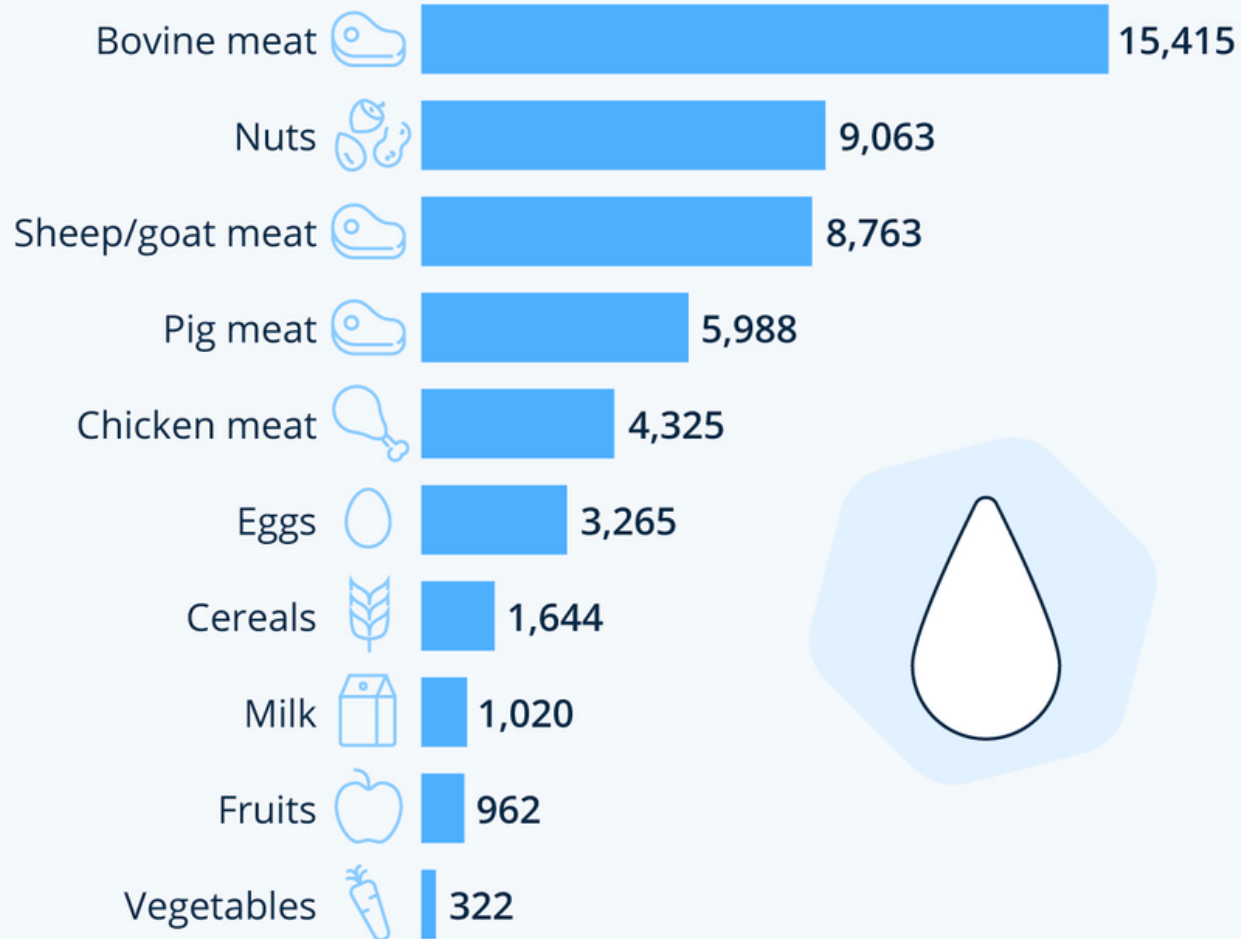 Bovine meat 15,415
Nuts 9,063
Sheep/goat meat 8,763
Pig meat 5,988
Chicken meat 4,325
Eggs 3,265
Cereals 1,644
Milk 1,020
Fruits 962
Vegetables 322